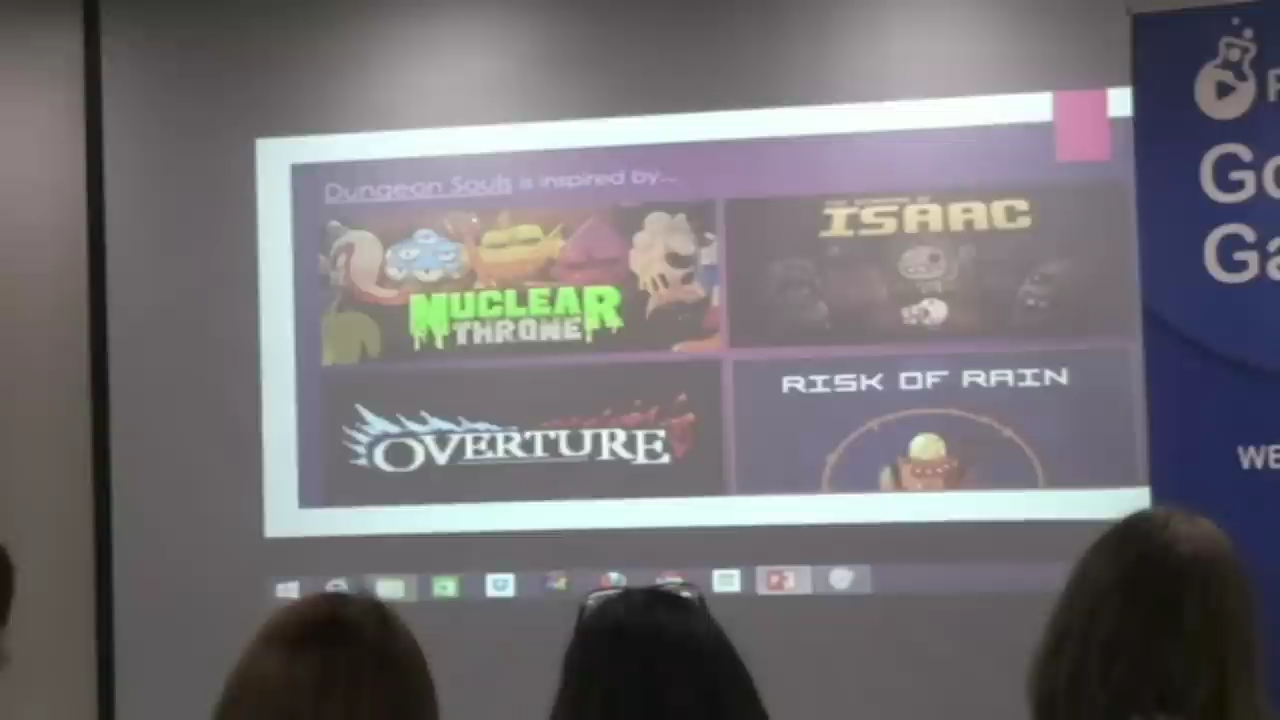 Dungeon Souls is inspired by...
NUCLEAR
THRONE
ISAAC
OVERTURE
RISK OF RAIN
Go
Ga
WE